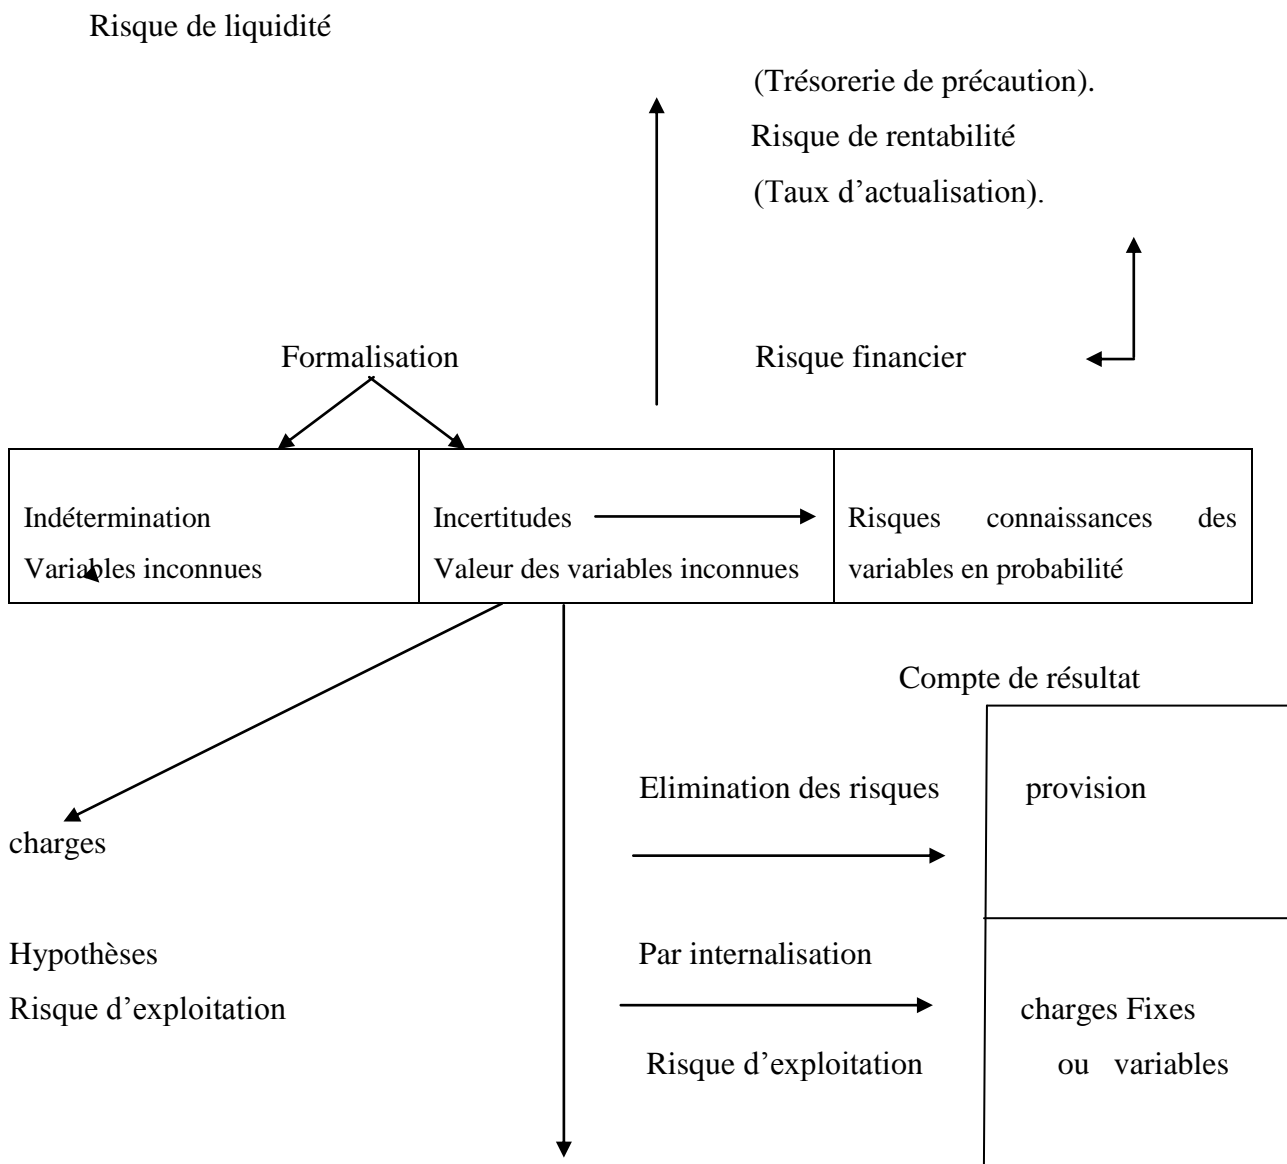 Risque de liquidité
(Trésorerie de précaution).
Risque de rentabilité
(Taux d’actualisation).
Formalisation
Risque financier
Indétermination
Variables inconnues
Incertitudes
Valeur des variables inconnues
Risques connaissances des
variables en probabilité
Compte de résultat
Elimination des risques
provision
charges
Hypothèses
Par internalisation
Risque d’exploitation
charges Fixes
Risque d’exploitation
ou variables